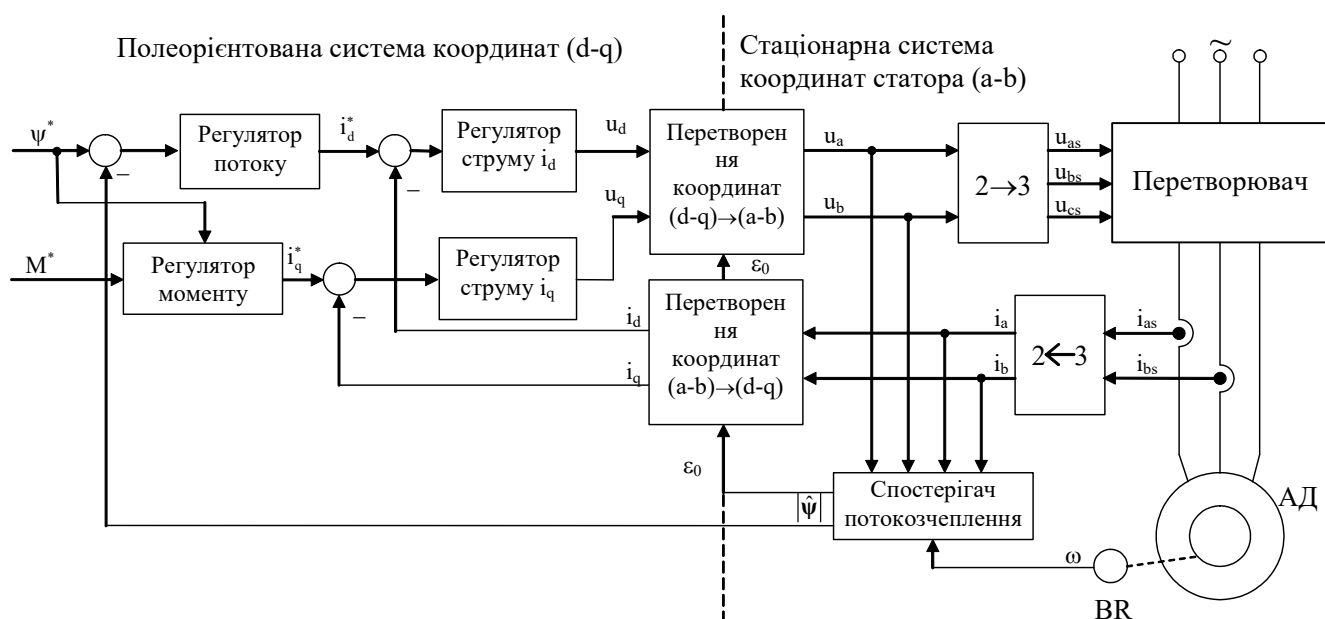 Полеорієнтована система координат (d-q)
Стаціонарна система
координат статора (a-b)
~
ψ*
–
Регулятор
потоку
i*d
–
Регулятор
струму id
ud
Перетворен
ня
координат
(d-q)→(a-b)
ua
ub
2→3
uas
ubs
ucs
Перетворювач
M*
Регулятор
моменту
i*q
–
Регулятор
струму iq
uq
ε0
Перетворен
ня
координат
(a-b)→(d-q)
id
iq
ia
ib
2←3
ias
ibs
ε0
|ψ̂|
Спостерігач
потокозчеплення
ω
BR
АД